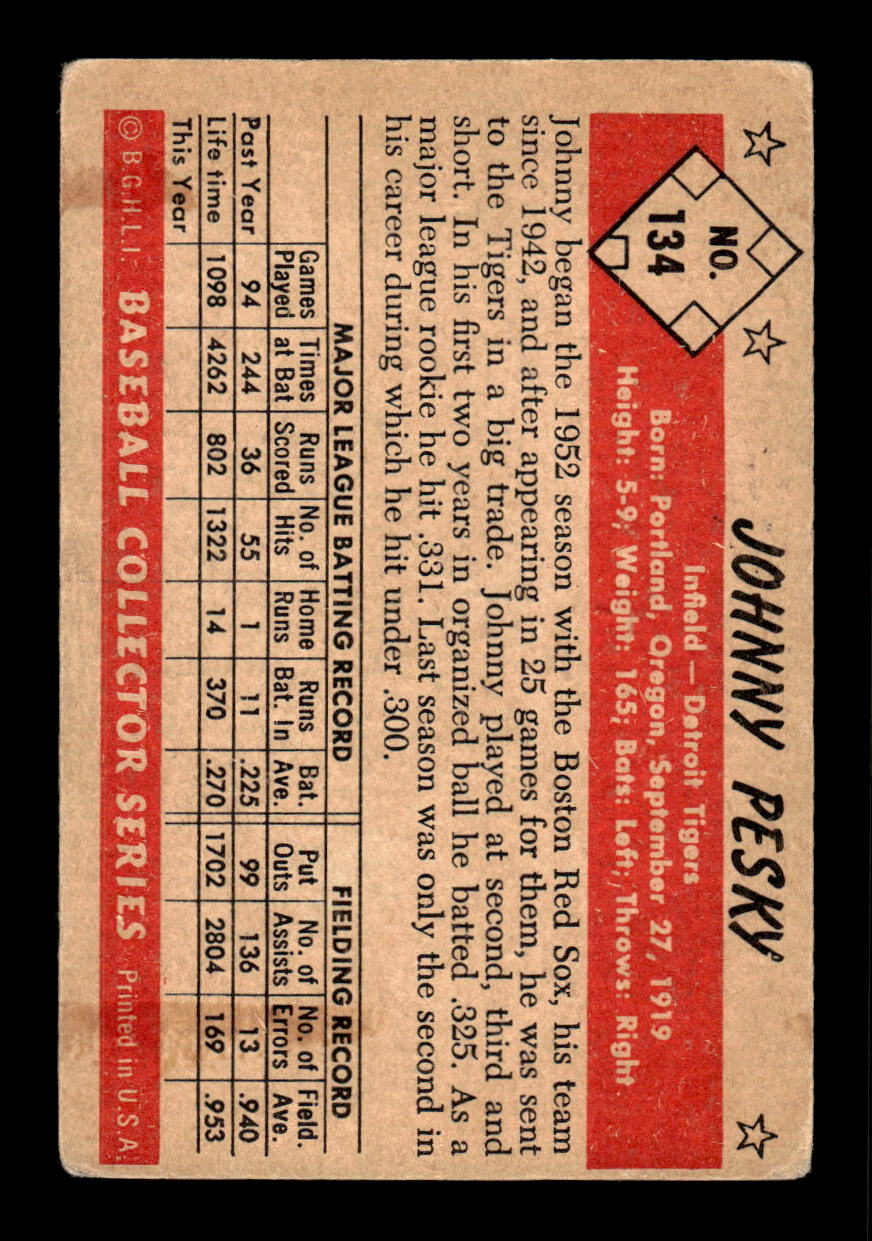 JOHNNY PESKY
NO.
134
Infield — Detroit Tigers
Born: Portland, Oregon, September 27, 1919
Height: 5-9; Weight: 165; Bats: Left; Throws: Right
Johnny began the 1952 season with the Boston Red Sox, his team
since 1942, and after appearing in 25 games for them, he was sent
to the Tigers in a big trade. Johnny played at second, third and
short. In his first two years in organized ball he batted .325. As a
major league rookie he hit .331. Last season was only the second in
his career during which he hit under .300.
MAJOR LEAGUE BATTING RECORD FIELDING RECORD
Games Times Runs No. of Home Runs Bat. Put No. of No. of Field.
Played at Bat Scored Hits Runs Bat. In Ave. Outs Assists Errors Ave.
Past Year 94 244 36 55 1 11 .225 99 136 13 .940
Life time 1098 4262 802 1322 14 370 .270 1702 2804 169 .953
This Year
© B.G.H.L.I. BASEBALL COLLECTOR SERIES Printed in U.S.A.